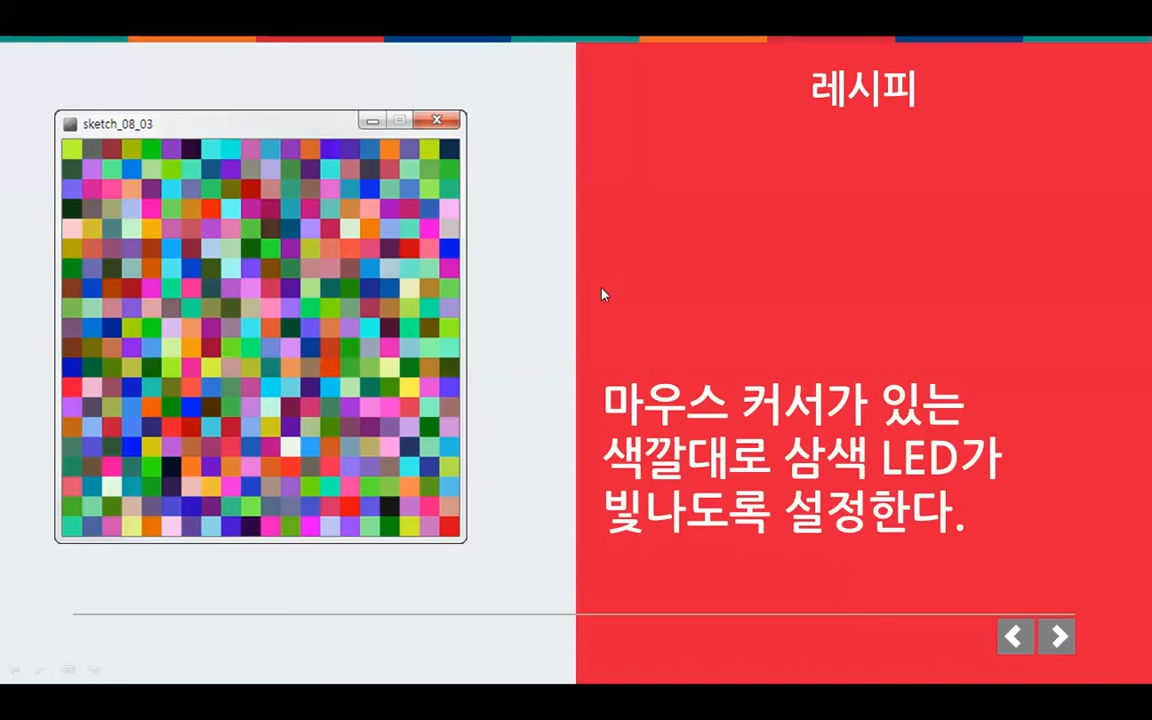 레시피
sketch_08_03
마우스 커서가 있는
색깔대로 삼색 LED가
빛나도록 설정한다.